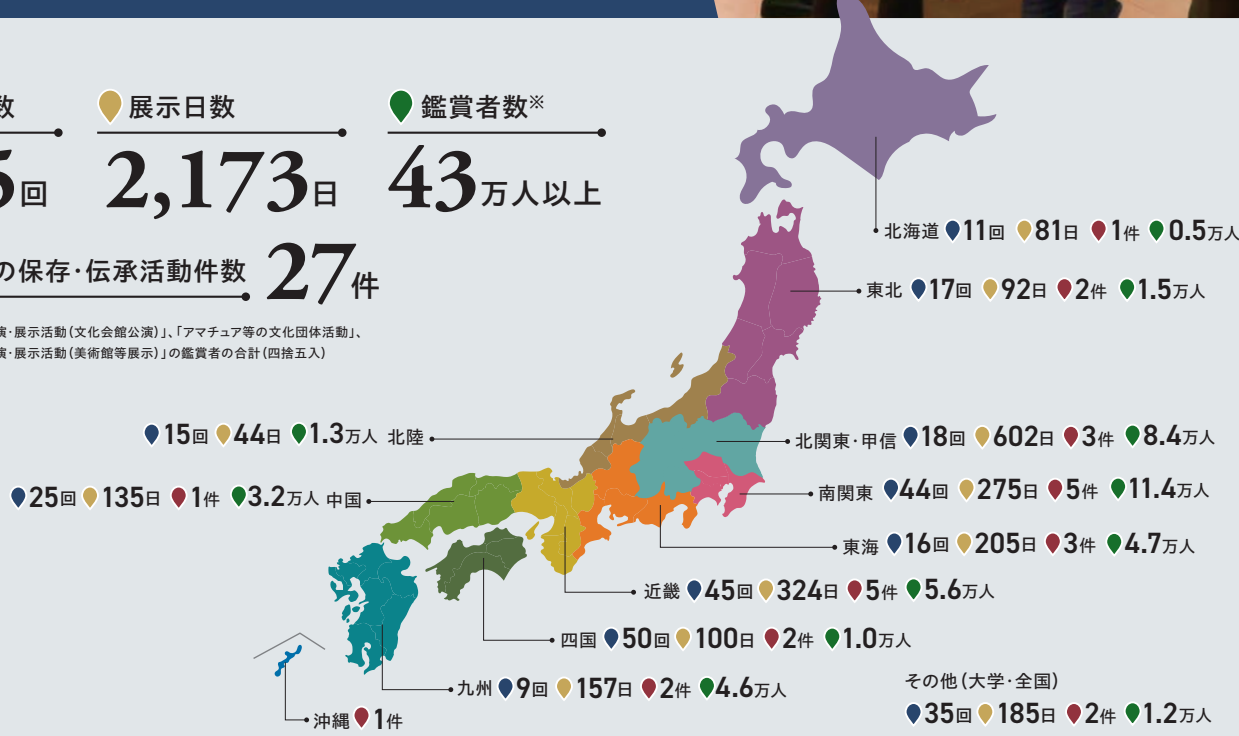 数
展示日数
鑑賞者数※
回
2,173日
43万人以上
の保存・伝承活動件数 27件
演・展示活動(文化会館公演)」、「アマチュア等の文化団体活動」、
演・展示活動(美術館等展示)」の鑑賞者の合計(四捨五入)
北海道 11回 81日 1件 0.5万人
東北 17回 92日 2件 1.5万人
15回 44日 1.3万人 北陸
北関東・甲信 18回 602日 3件 8.4万人
25回 135日 1件 3.2万人 中国
南関東 44回 275日 5件 11.4万人
東海 16回 205日 3件 4.7万人
近畿 45回 324日 5件 5.6万人
四国 50回 100日 2件 1.0万人
九州 9回 157日 2件 4.6万人
沖縄 1件
その他(大学・全国)
35回 185日 2件 1.2万人